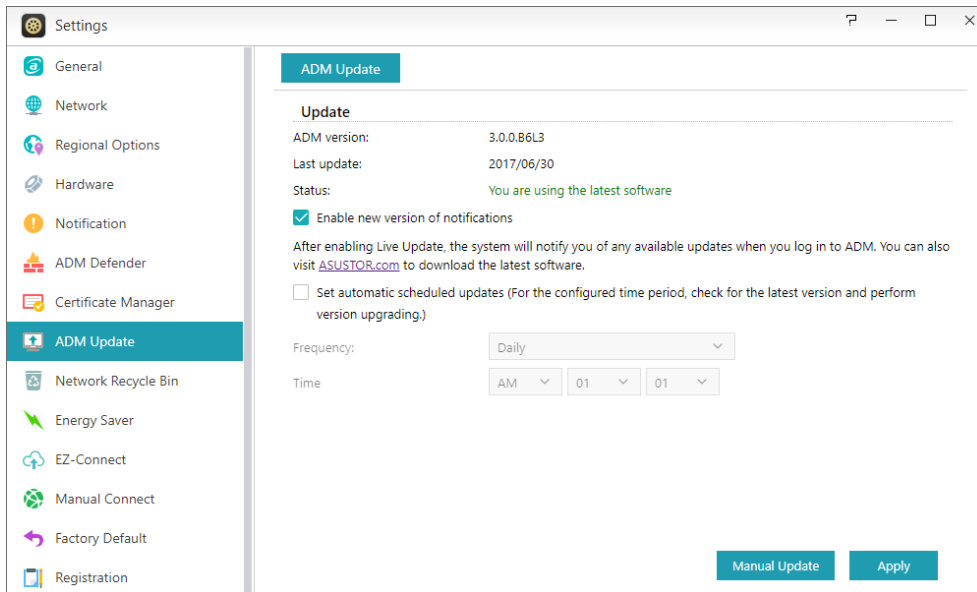 Settings
General
Network
Regional Options
Hardware
Notification
ADM Defender
Certificate Manager
ADM Update
Network Recycle Bin
Energy Saver
EZ-Connect
Manual Connect
Factory Default
Registration
ADM Update
Update
ADM version: 3.0.0.B6L3
Last update: 2017/06/30
Status: You are using the latest software
Enable new version of notifications
After enabling Live Update, the system will notify you of any available updates when you log in to ADM. You can also
visit ASUSTOR.com to download the latest software.
Set automatic scheduled updates (For the configured time period, check for the latest version and perform
version upgrading.)
Frequency: Daily
Time AM 01 01
Manual Update Apply